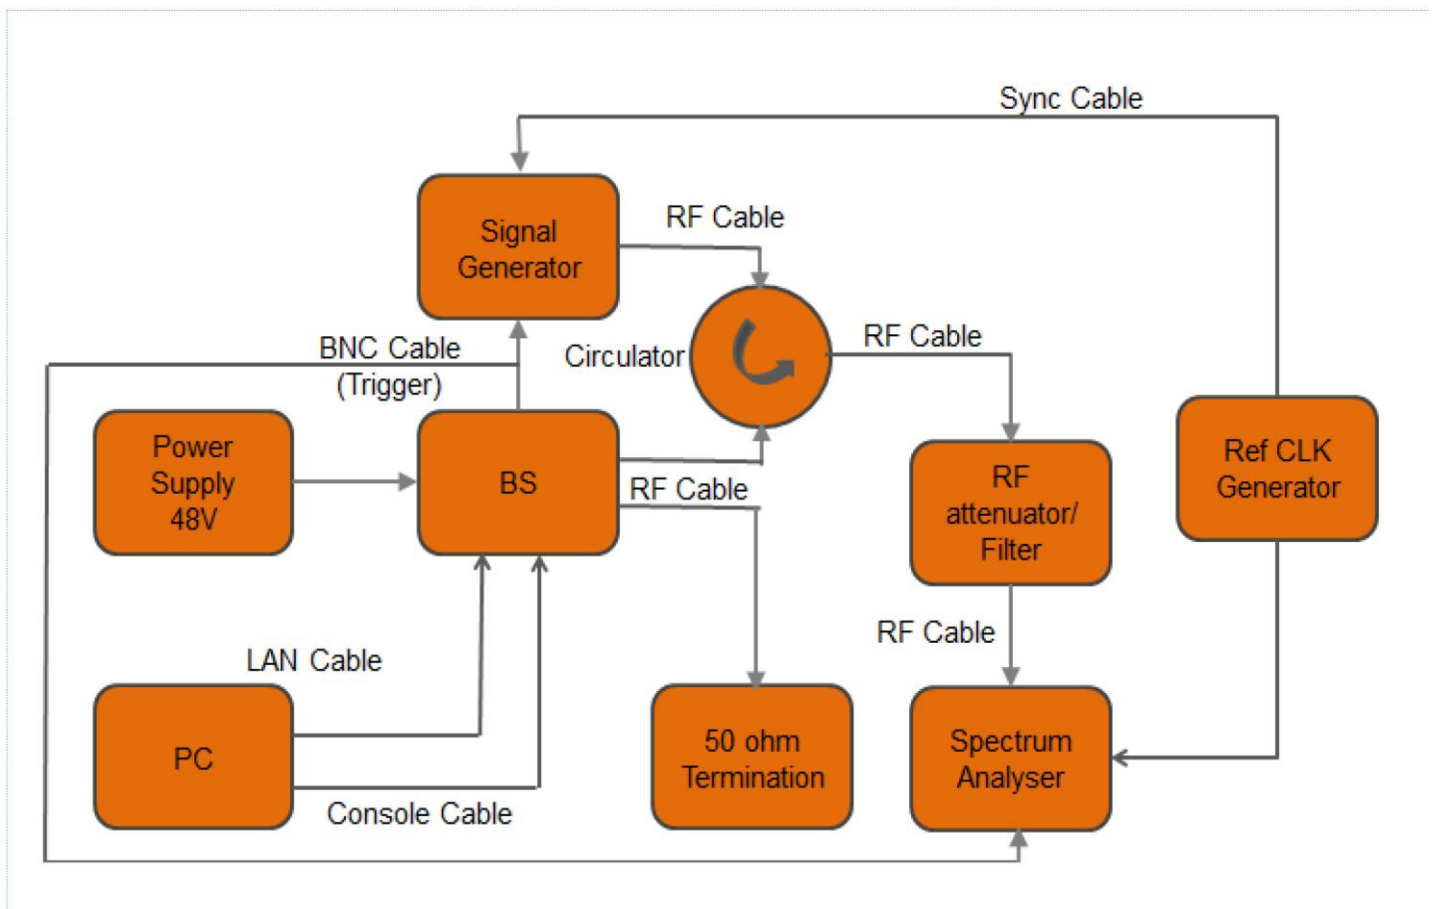 Sync Cable
Signal
Generator
RF Cable
BNC Cable
(Trigger)
Circulator
RF Cable
Power
Supply
48V
BS
RF Cable
RF
attenuator/
Filter
Ref CLK
Generator
RF Cable
LAN Cable
PC
Console Cable
50 ohm
Termination
Spectrum
Analyser